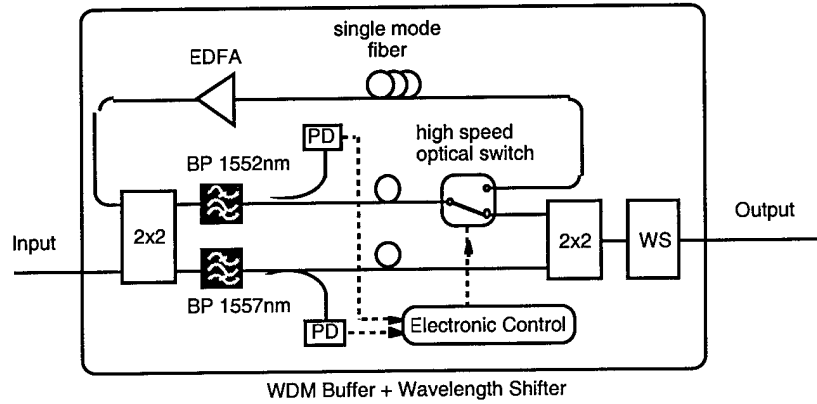 single mode
fiber
EDFA
PD
high speed
optical switch
BP 1552nm
Input
2x2
2x2
WS
Output
BP 1557nm
PD
Electronic Control
WDM Buffer + Wavelength Shifter